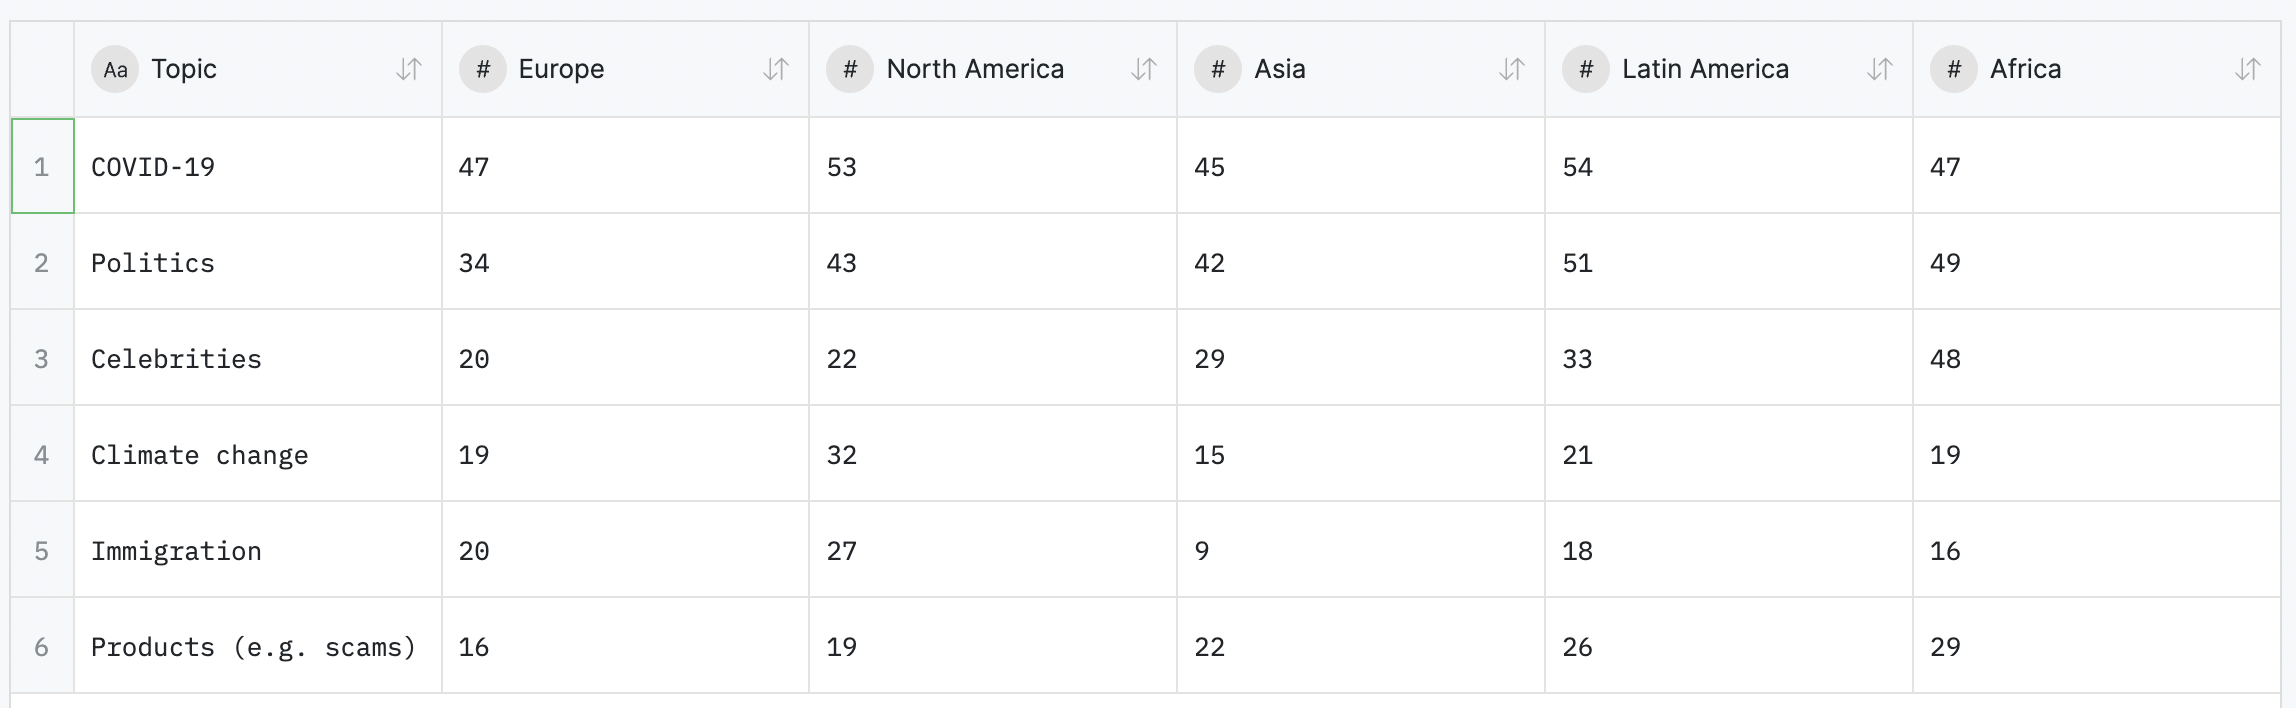 Aa Topic # Europe # North America # Asia # Latin America # Africa
1 COVID-19 47 53 45 54 47
2 Politics 34 43 42 51 49
3 Celebrities 20 22 29 33 48
4 Climate change 19 32 15 21 19
5 Immigration 20 27 9 18 16
6 Products (e.g. scams) 16 19 22 26 29